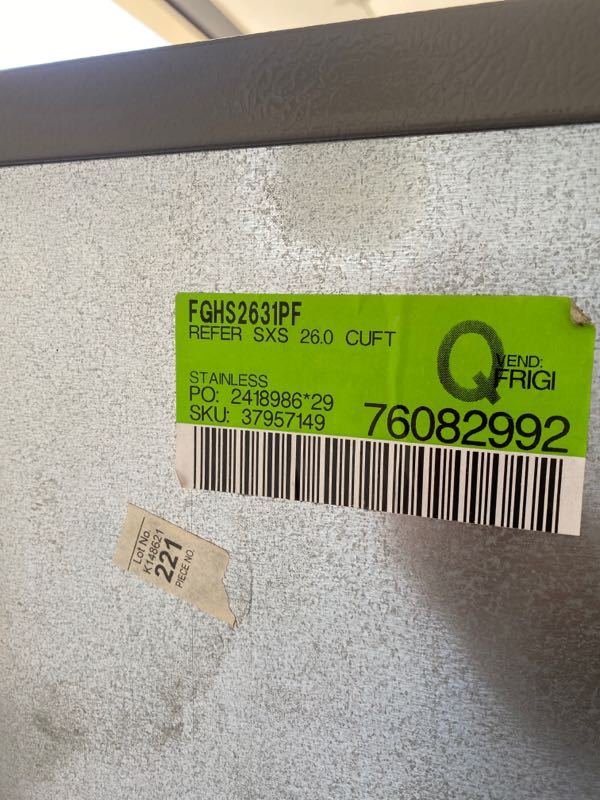 FGHS2631PF
REFER SXS 26.0 CUFT
Q
VEND:
FRIGI
STAINLESS
PO: 2418986*29
SKU: 37957149
76082992
Lot No.
K148621
221
PIECE NO.